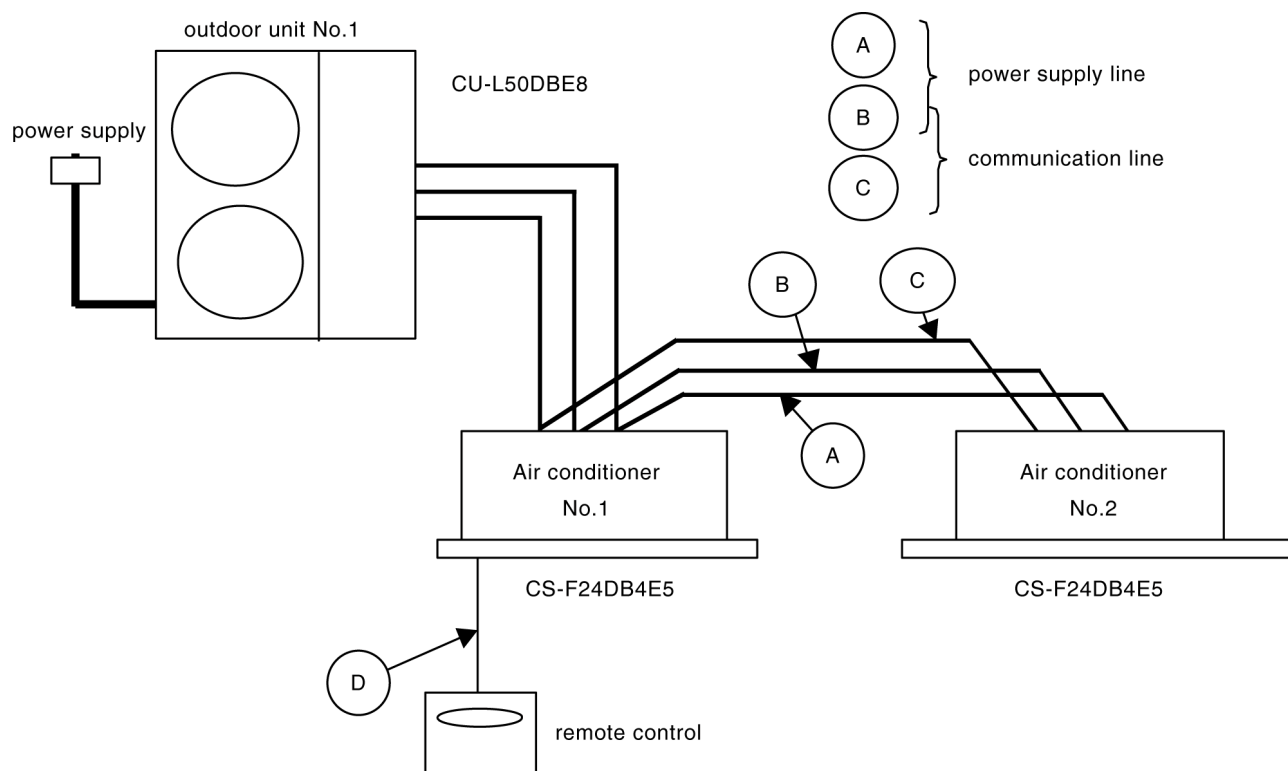 outdoor unit No.1
CU-L50DBE8
power supply
A
B
C
power supply line
communication line
B
C
A
Air conditioner
No.1
Air conditioner
No.2
CS-F24DB4E5
CS-F24DB4E5
D
remote control